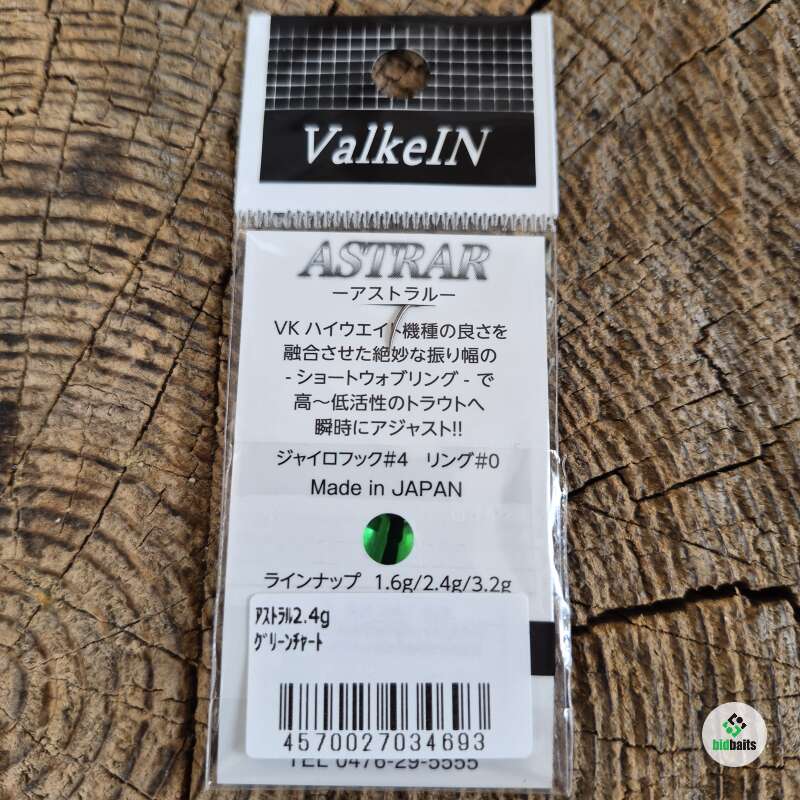 ValkeIN
ASTRAR
ーアストラルー
VK ハイウエイト機種の良さを
融合させた絶妙な振り幅の
- ショートウォブリング - で
高〜低活性のトラウトへ
瞬時にアジャスト!!
ジャイロフック#4 リング#0
Made in JAPAN
ラインナップ 1.6g/2.4g/3.2g
ｱｽﾄﾗﾙ2.4g
ｸﾞﾘｰﾝﾁｬｰﾄ
4570027034693
TEL 0476-29-5555
bidbaits